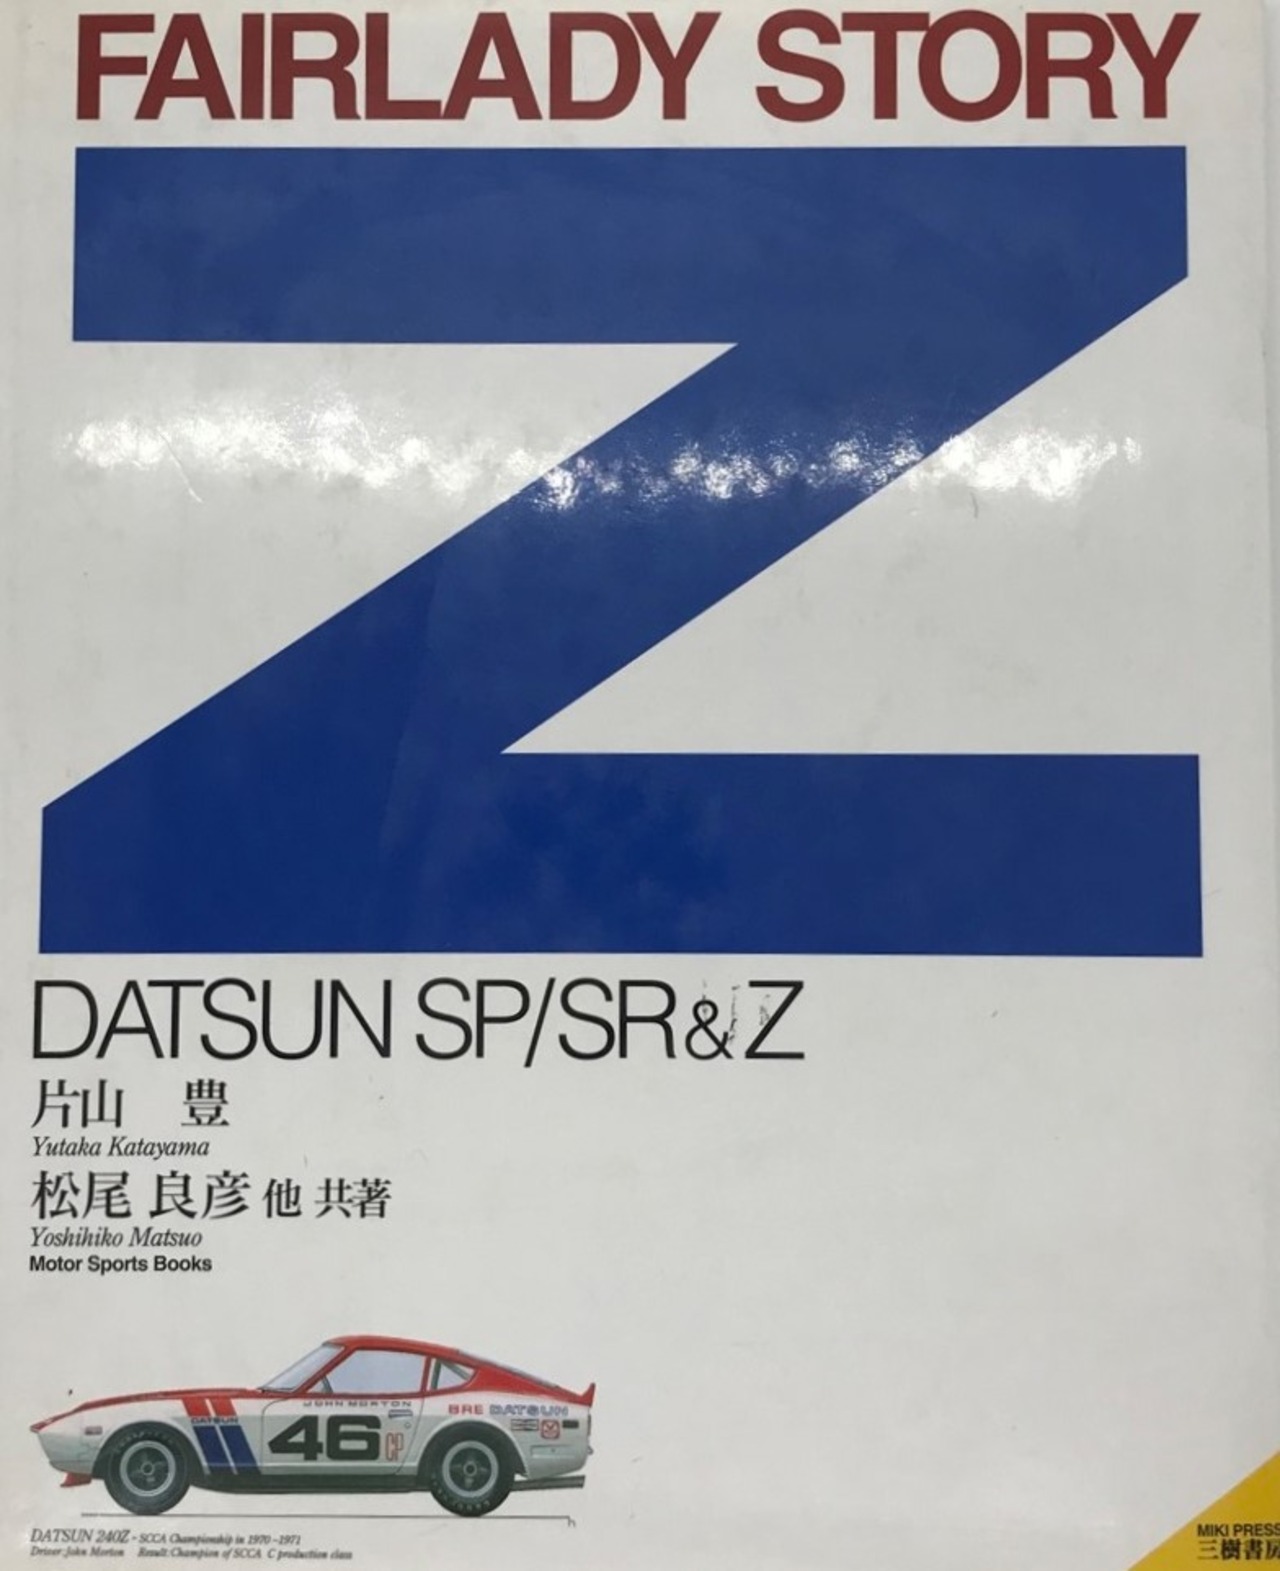 FAIRLADY STORY
Z
DATSUN SP/SR&Z
片山 豊
Yutaka Katayama
松尾 良彦 他 共著
Yoshihiko Matsuo
Motor Sports Books
JOHN MORTON
BRE DATSUN
DATSUN
46
CP
DATSUN 240Z - SCCA Championship in 1970-1971
Driver:John Morton Result:Champion of SCCA C production class
MIKI PRESS
三樹書房